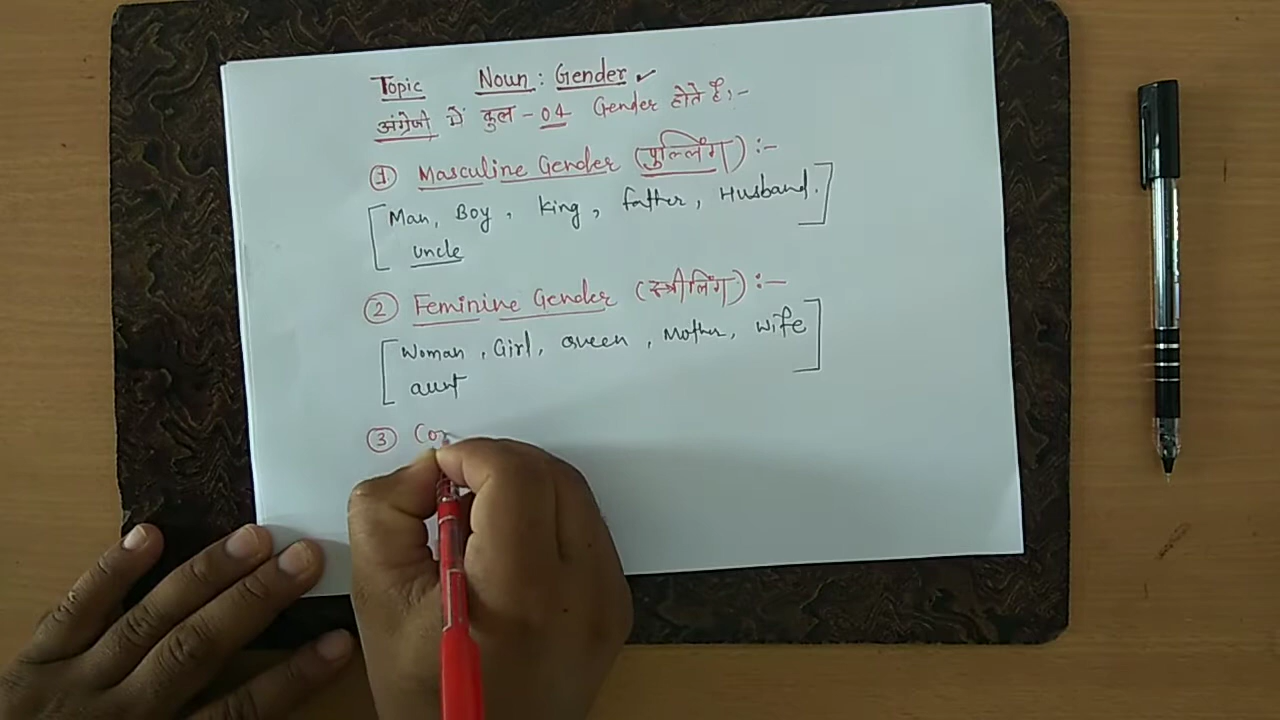 Topic Noun : Gender ✓
अंग्रेजी में कुल - 04 Gender होते है :-
① Masculine Gender (पुल्लिंग) :-
[Man, Boy, King, father, Husband.
uncle]
② Feminine Gender (स्त्रीलिंग) :-
[Woman, Girl, Queen, Mother, wife
aunt]
③ Co